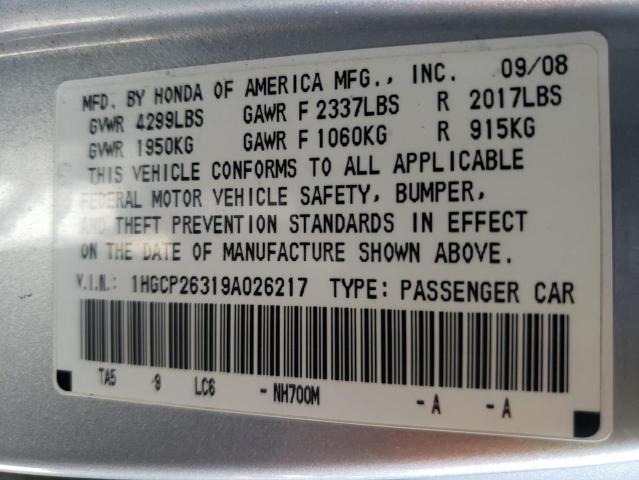 MFD. BY HONDA OF AMERICA MFG., INC. 09/08
GVWR 4299LBS GAWR F 2337LBS R 2017LBS
GVWR 1950KG GAWR F 1060KG R 915KG
THIS VEHICLE CONFORMS TO ALL APPLICABLE
FEDERAL MOTOR VEHICLE SAFETY, BUMPER,
AND THEFT PREVENTION STANDARDS IN EFFECT
ON THE DATE OF MANUFACTURE SHOWN ABOVE.
V.I.N.: 1HGCP26319A026217 TYPE: PASSENGER CAR
TA5 9 LC6 - NH700M - A - A